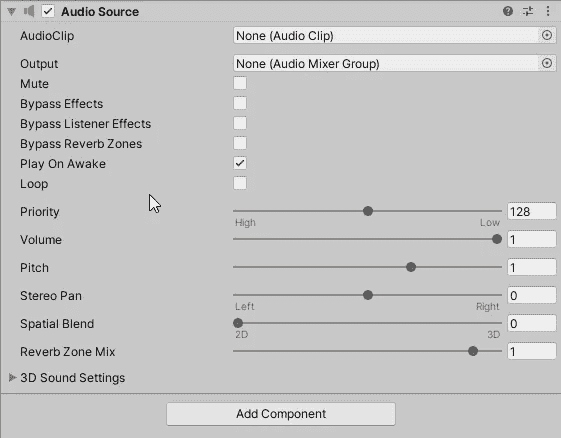 Audio Source
AudioClip None (Audio Clip)
Output None (Audio Mixer Group)
Mute
Bypass Effects
Bypass Listener Effects
Bypass Reverb Zones
Play On Awake
Loop
Priority 128
High Low
Volume 1
Pitch 1
Stereo Pan 0
Left Right
Spatial Blend 0
2D 3D
Reverb Zone Mix 1
3D Sound Settings
Add Component